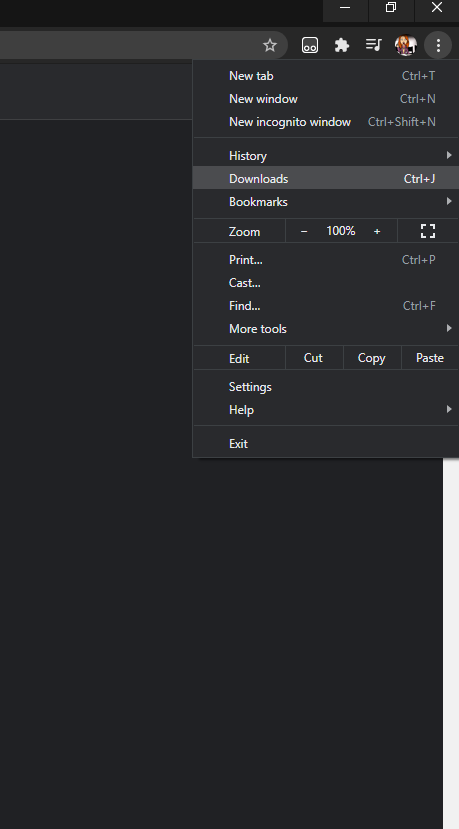 New tab Ctrl+T
New window Ctrl+N
New incognito window Ctrl+Shift+N
History
Downloads Ctrl+J
Bookmarks
Zoom − 100% +
Print... Ctrl+P
Cast...
Find... Ctrl+F
More tools
Edit Cut Copy Paste
Settings
Help
Exit